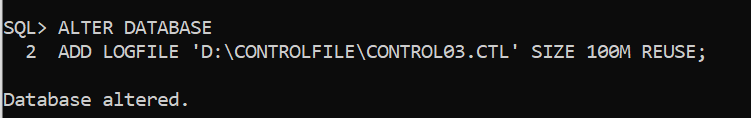 SQL> ALTER DATABASE
2 ADD LOGFILE 'D:\CONTROLFILE\CONTROL03.CTL' SIZE 100M REUSE;
Database altered.